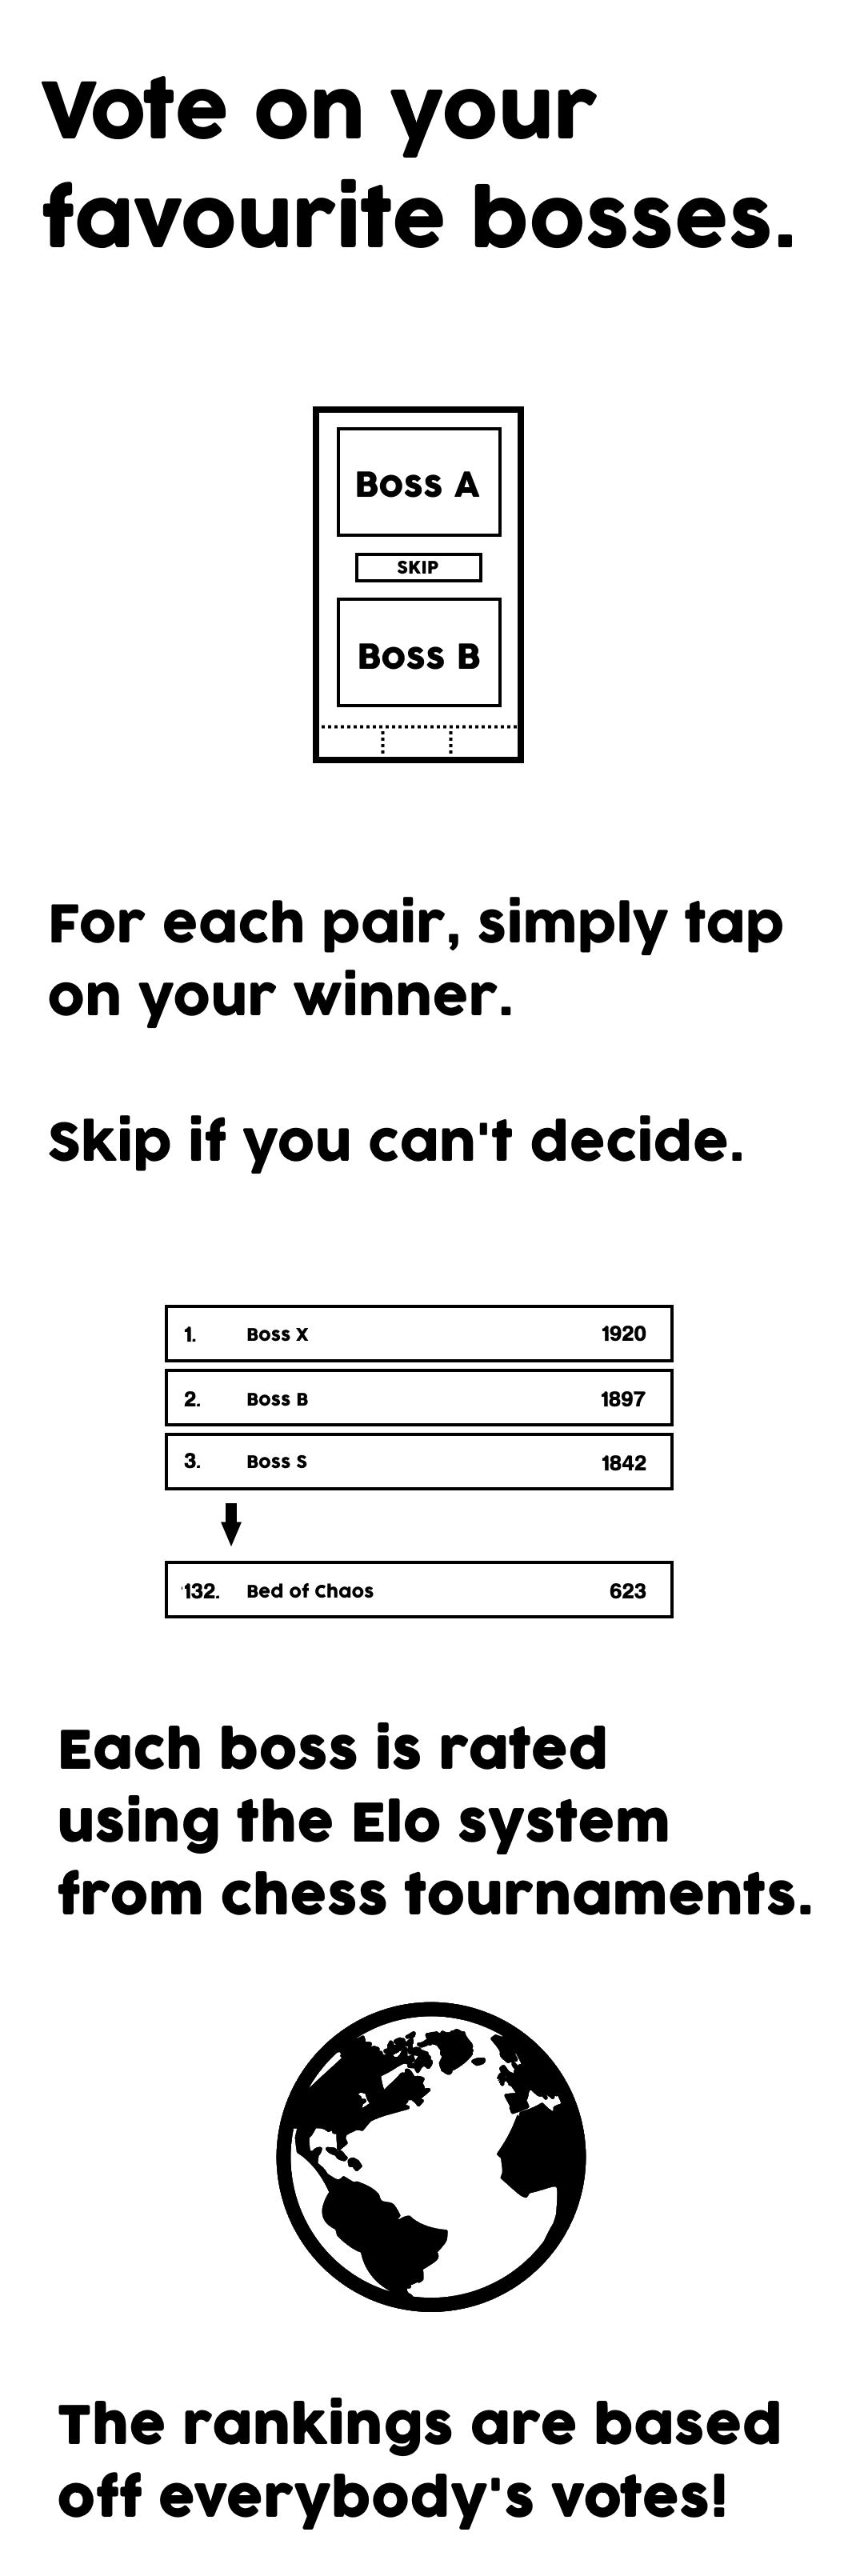 Vote on your
favourite bosses.
Boss A
SKIP
Boss B
For each pair, simply tap
on your winner.
Skip if you can't decide.
1. Boss X 1920
2. Boss B 1897
3. Boss S 1842
132. Bed of Chaos 623
Each boss is rated
using the Elo system
from chess tournaments.
The rankings are based
off everybody's votes!